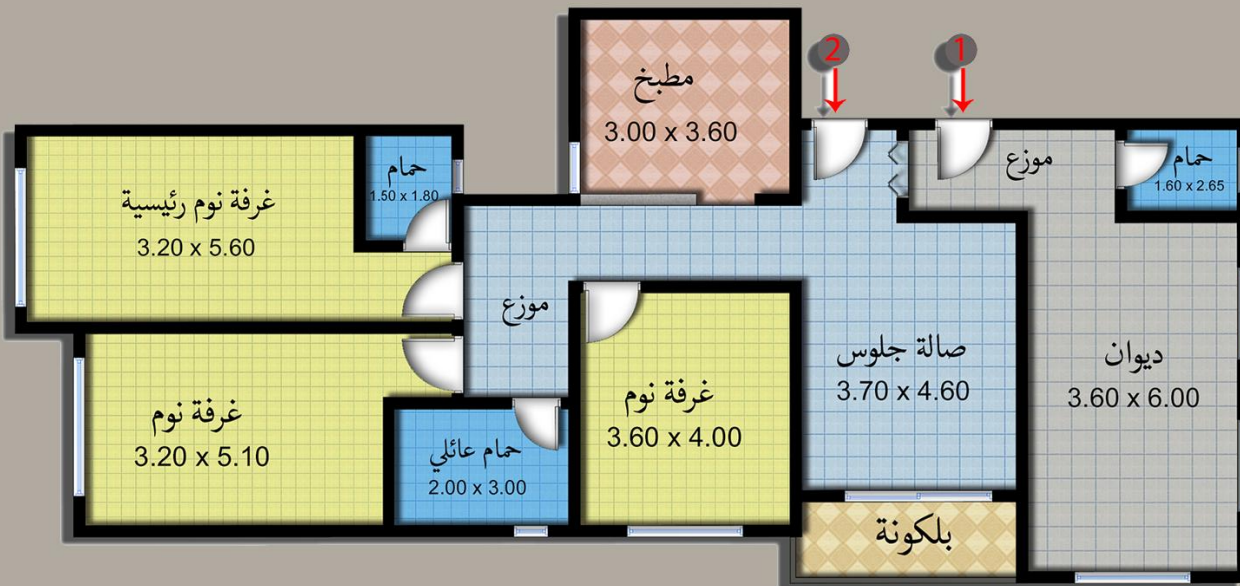 2
1
مطبخ
3.00 x 3.60
موزع
حمام
1.60 x 2.65
حمام
1.50 x 1.80
غرفة نوم رئيسية
3.20 x 5.60
موزع
صالة جلوس
3.70 x 4.60
ديوان
3.60 x 6.00
غرفة نوم
3.60 x 4.00
غرفة نوم
3.20 x 5.10
حمام عائلي
2.00 x 3.00
بلكونة